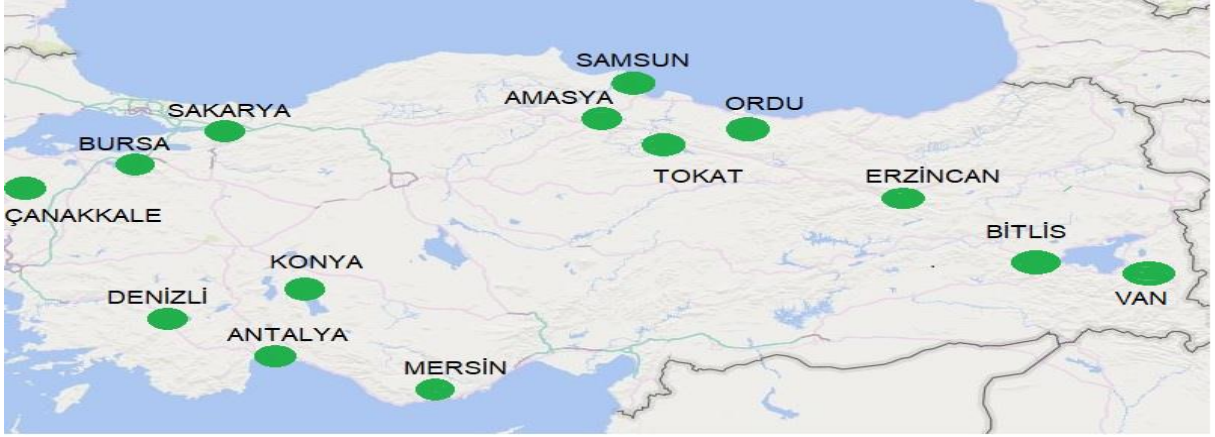 SAMSUN
AMASYA
ORDU
SAKARYA
BURSA
TOKAT
ERZİNCAN
ÇANAKKALE
BİTLİS
KONYA
DENİZLİ
VAN
ANTALYA
MERSİN